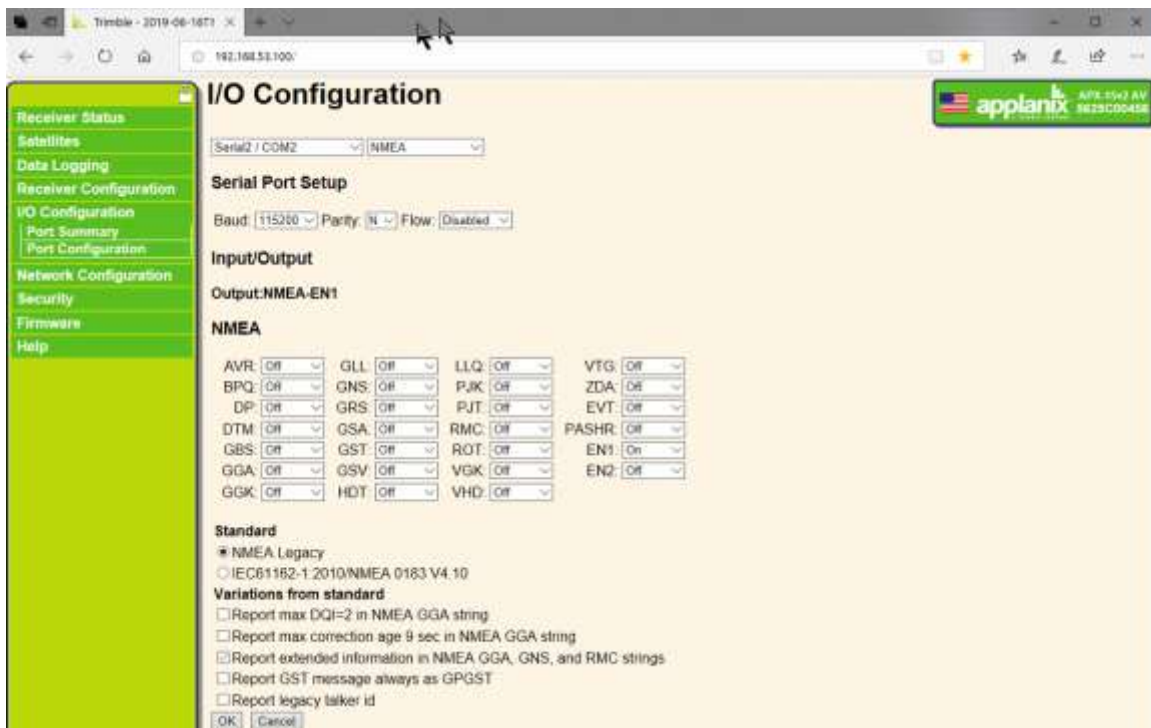 Trimble - 2019-06-16T1
192.168.53.100/
I/O Configuration
applanix
APX-15v2 AV
Receiver Status
Satellites
Data Logging
Receiver Configuration
I/O Configuration
Port Summary
Port Configuration
Network Configuration
Security
Firmware
Help
Serial2 / COM2 NMEA
Serial Port Setup
Baud: 115200 Parity: N Flow: Disabled
Input/Output
Output:NMEA-EN1
NMEA
AVR: Off GLL: Off LLQ: Off VTG: Off
BPQ: Off GNS: Off PJK: Off ZDA: Off
DP: Off GRS: Off PJT: Off EVT: Off
DTM: Off GSA: Off RMC: Off PASHR: Off
GBS: Off GST: Off ROT: Off EN1: On
GGA: Off GSV: Off VGK: Off EN2: Off
GGK: Off HDT: Off VHD: Off
Standard
NMEA Legacy
IEC61162-1:2010/NMEA 0183 V4.10
Variations from standard
Report max DQI=2 in NMEA GGA string
Report max correction age 9 sec in NMEA GGA string
Report extended information in NMEA GGA, GNS, and RMC strings
Report GST message always as GPGST
Report legacy talker id
OK Cancel